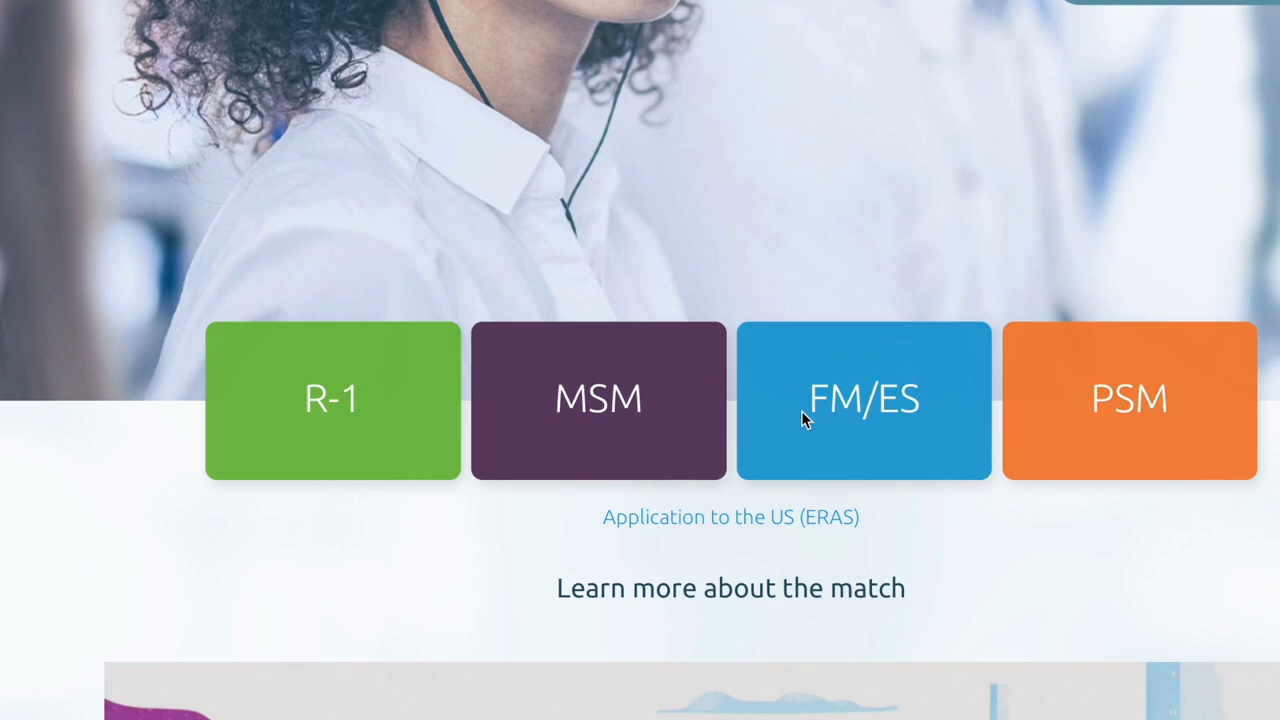 R-1
MSM
FM/ES
PSM
Application to the US (ERAS)
Learn more about the match